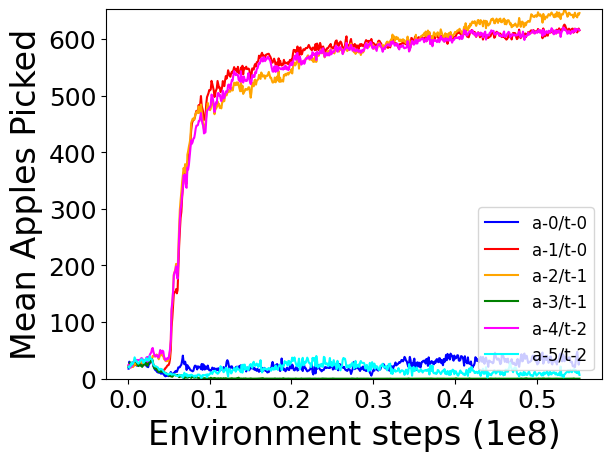 Mean Apples Picked
600
500
400
300
200
100
0
0.0 0.1 0.2 0.3 0.4 0.5
Environment steps (1e8)
a-0/t-0
a-1/t-0
a-2/t-1
a-3/t-1
a-4/t-2
a-5/t-2